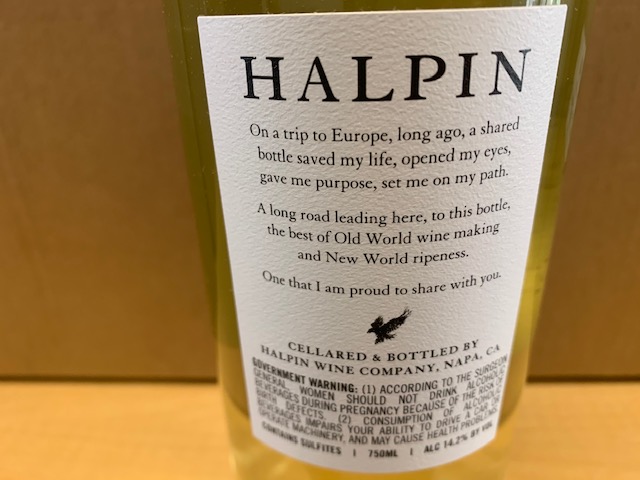 HALPIN
On a trip to Europe, long ago, a shared
bottle saved my life, opened my eyes,
gave me purpose, set me on my path.
A long road leading here, to this bottle,
the best of Old World wine making
and New World ripeness.
One that I am proud to share with you.
CELLARED & BOTTLED BY
HALPIN WINE COMPANY, NAPA, CA
GOVERNMENT WARNING: (1) ACCORDING TO THE SURGEON
GENERAL, WOMEN SHOULD NOT DRINK ALCOHOLIC
BEVERAGES DURING PREGNANCY BECAUSE OF THE RISK OF
BIRTH DEFECTS. (2) CONSUMPTION OF ALCOHOLIC
BEVERAGES IMPAIRS YOUR ABILITY TO DRIVE A CAR OR
OPERATE MACHINERY, AND MAY CAUSE HEALTH PROBLEMS.
CONTAINS SULFITES | 750ML | ALC 14.2% BY VOL